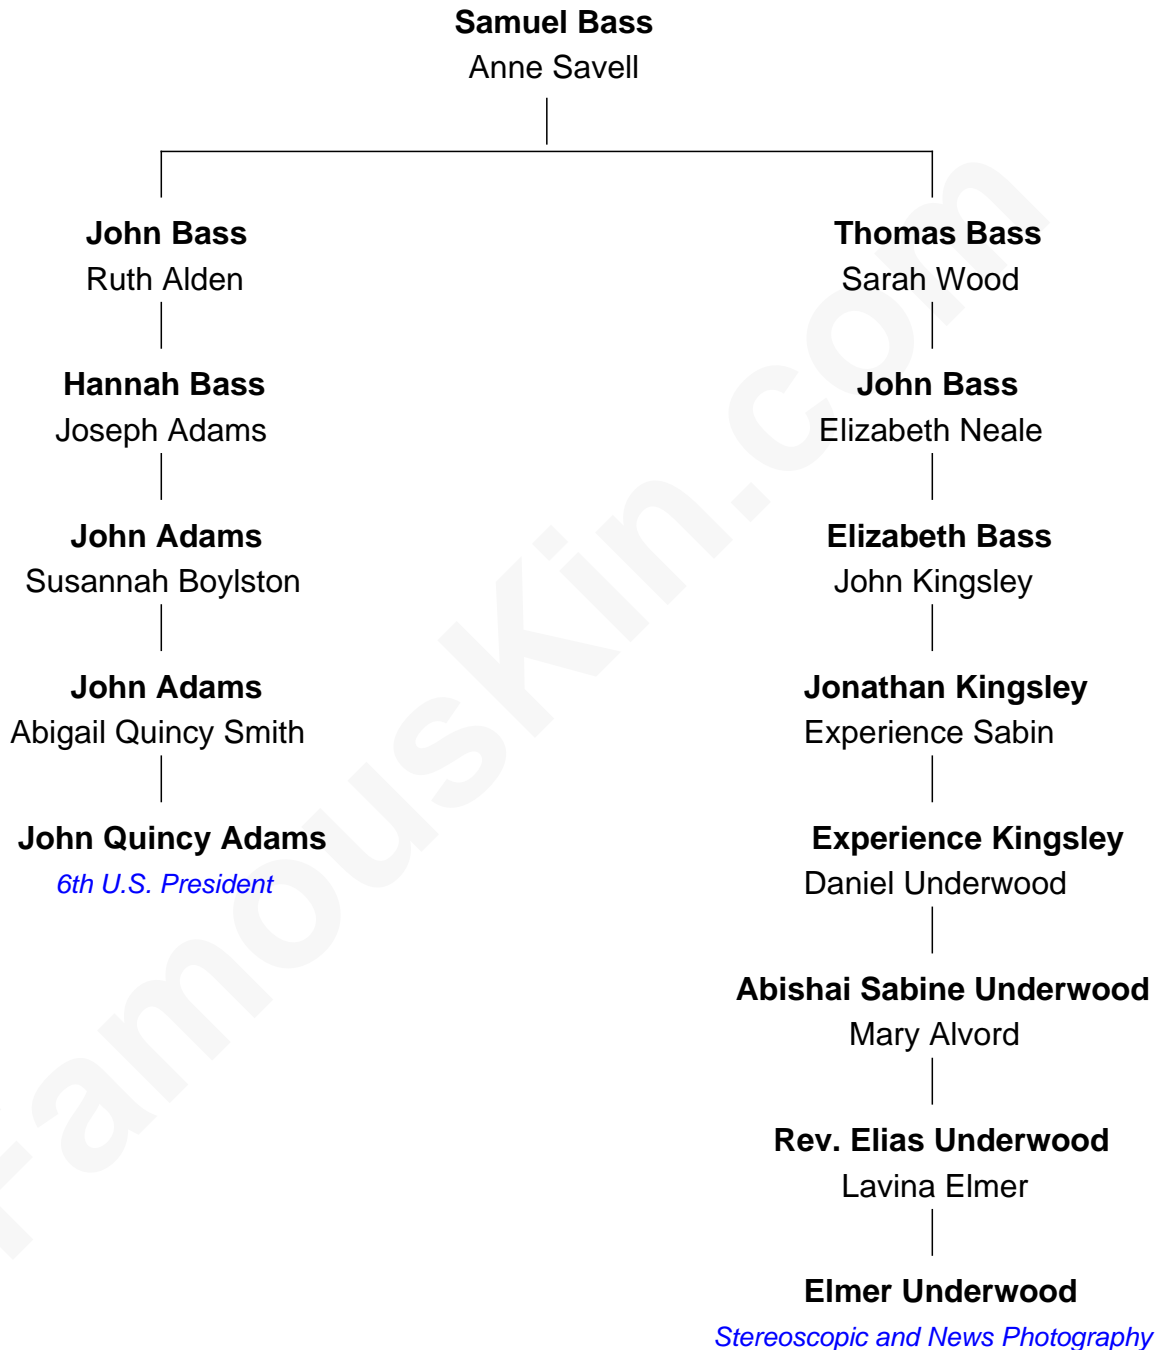 Samuel Bass
Anne Savell
John Bass
Ruth Alden
Hannah Bass
Joseph Adams
John Adams
Susannah Boylston
John Adams
Abigail Quincy Smith
John Quincy Adams
6th U.S. President
Thomas Bass
Sarah Wood
John Bass
Elizabeth Neale
Elizabeth Bass
John Kingsley
Jonathan Kingsley
Experience Sabin
Experience Kingsley
Daniel Underwood
Abishai Sabine Underwood
Mary Alvord
Rev. Elias Underwood
Lavina Elmer
Elmer Underwood
Stereoscopic and News Photography
FamousKin.com